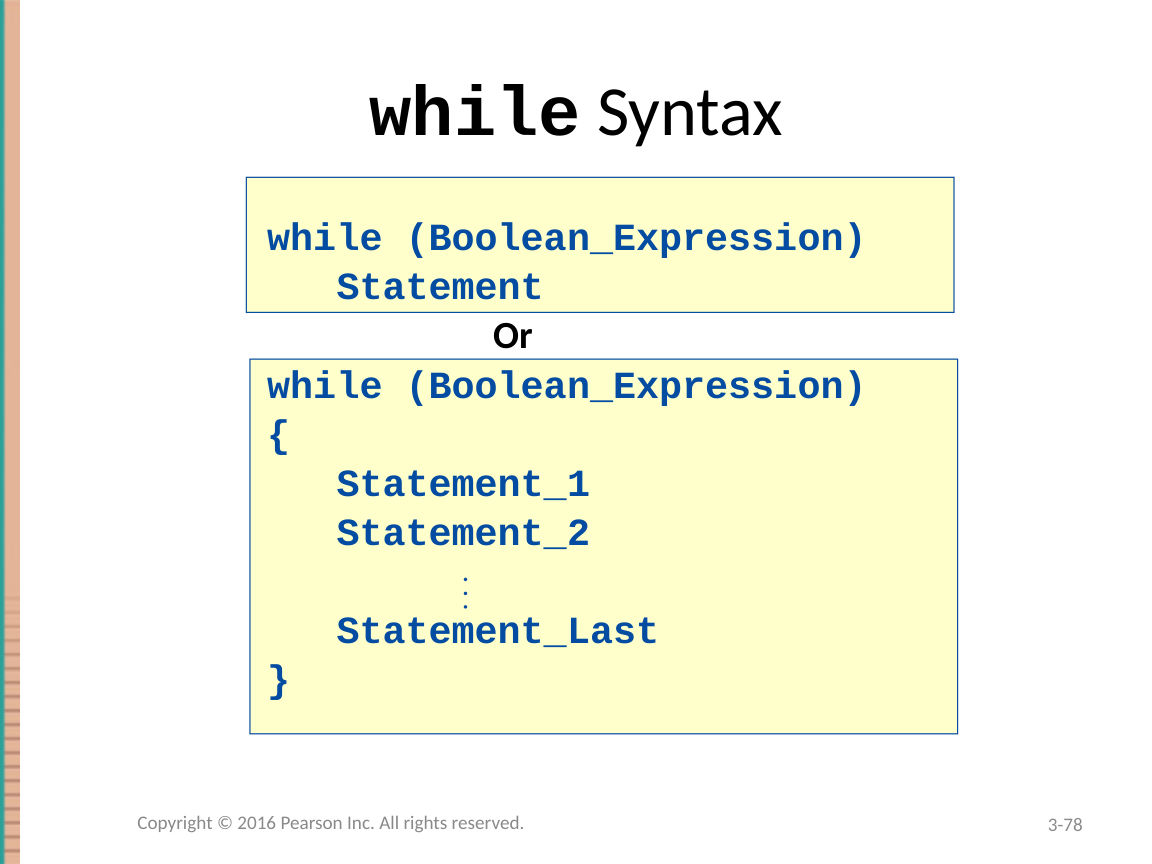 while Syntax
while (Boolean_Expression)
   Statement
Or
while (Boolean_Expression)
{
   Statement_1
   Statement_2
   .
   .
   .
   Statement_Last
}
Copyright © 2016 Pearson Inc. All rights reserved.
3-78